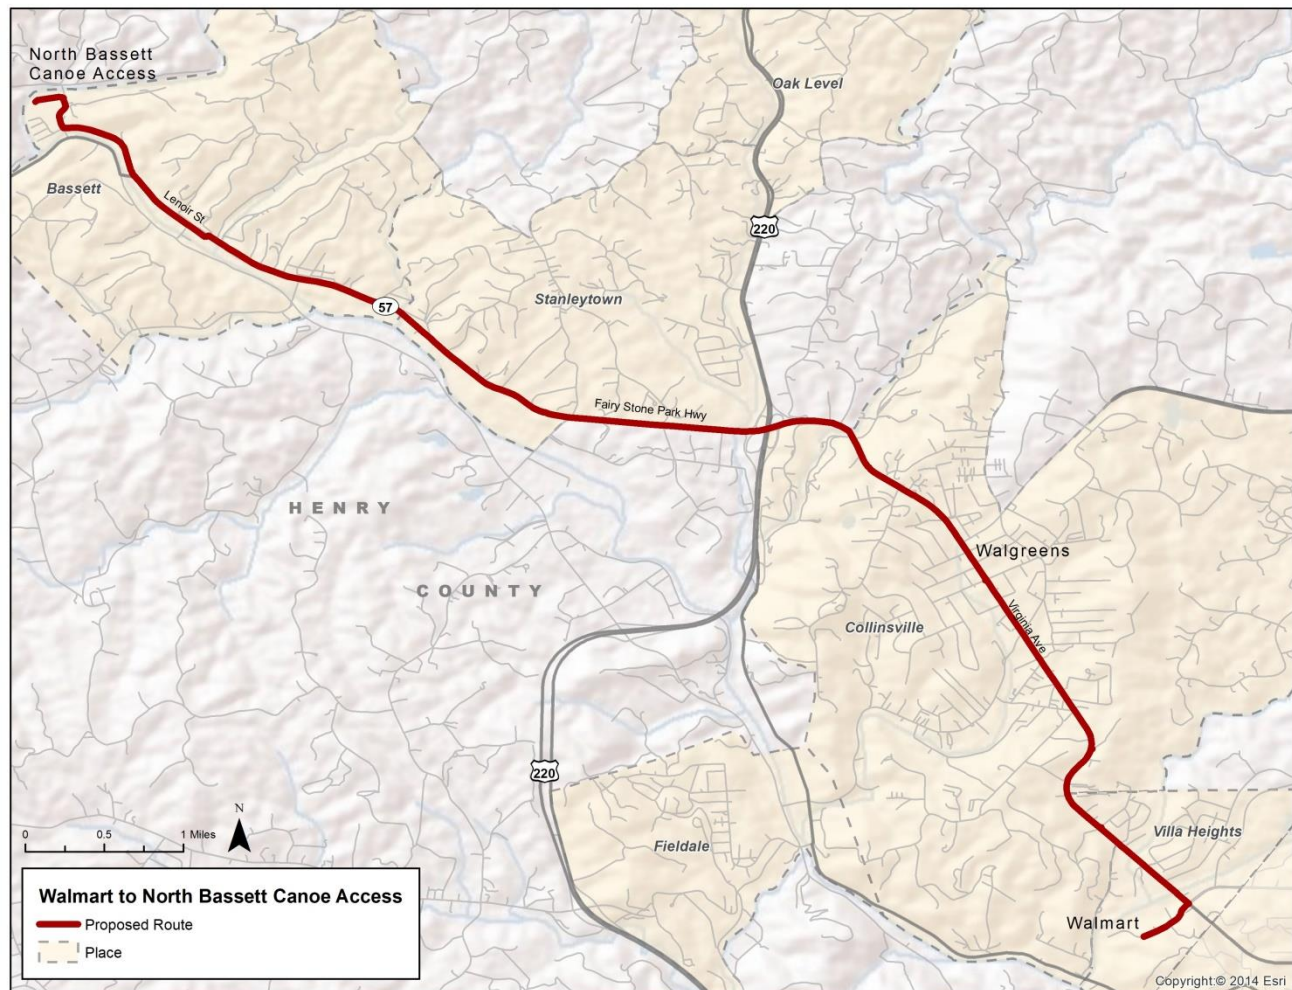 North Bassett
Canoe Access
Oak Level
Bassett
Lenoir St
220
Stanleytown
57
Fairy Stone Park Hwy
HENRY
Walgreens
COUNTY
Virginia Ave
Collinsville
220
N
0 0.5 1 Miles
Villa Heights
Fieldale
Walmart to North Bassett Canoe Access
Proposed Route
Place
Walmart
Copyright:© 2014 Esri